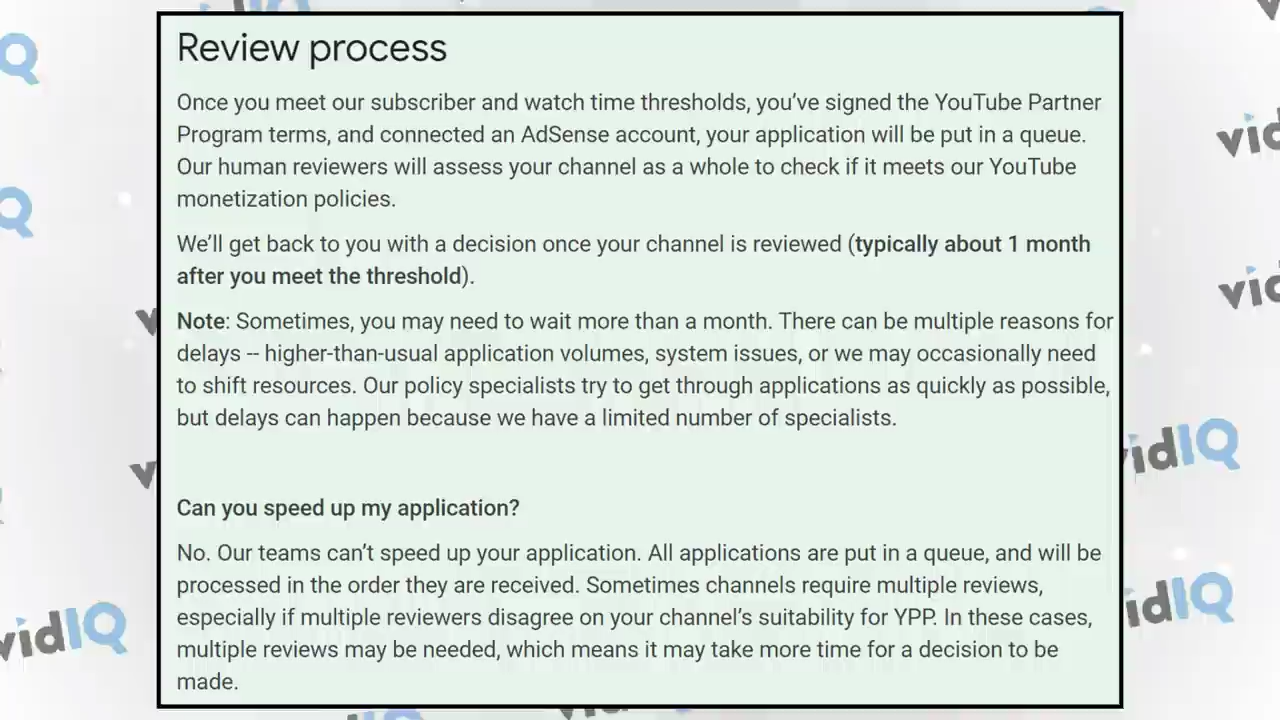 Review process
Once you meet our subscriber and watch time thresholds, you’ve signed the YouTube Partner
Program terms, and connected an AdSense account, your application will be put in a queue.
Our human reviewers will assess your channel as a whole to check if it meets our YouTube
monetization policies.
We’ll get back to you with a decision once your channel is reviewed (typically about 1 month
after you meet the threshold).
Note: Sometimes, you may need to wait more than a month. There can be multiple reasons for
delays -- higher-than-usual application volumes, system issues, or we may occasionally need
to shift resources. Our policy specialists try to get through applications as quickly as possible,
but delays can happen because we have a limited number of specialists.
Can you speed up my application?
No. Our teams can’t speed up your application. All applications are put in a queue, and will be
processed in the order they are received. Sometimes channels require multiple reviews,
especially if multiple reviewers disagree on your channel’s suitability for YPP. In these cases,
multiple reviews may be needed, which means it may take more time for a decision to be
made.
vidIQ
vidIQ
vidIQ